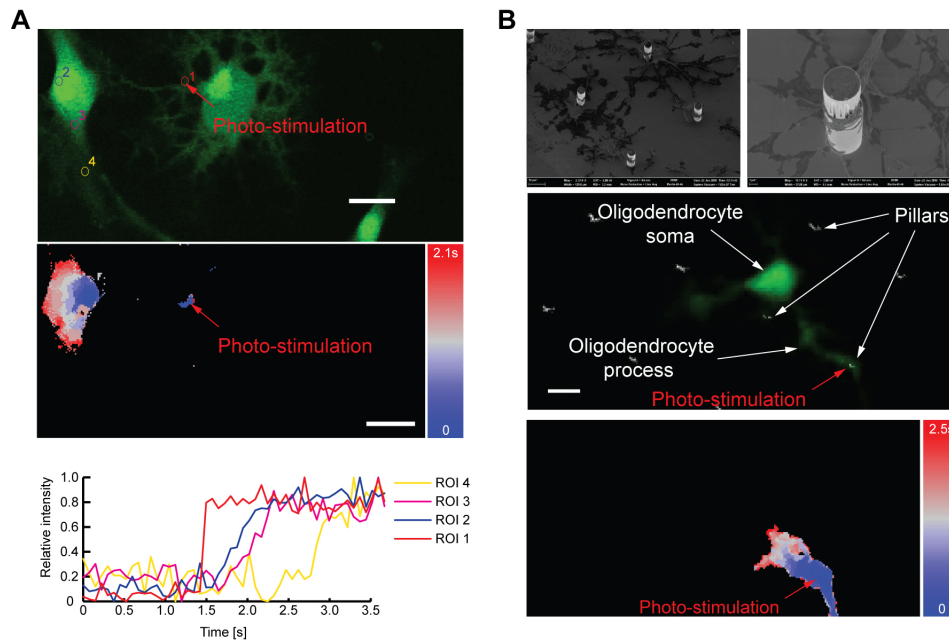 A
2
1
3
Photo-stimulation
4
2.1s
Photo-stimulation
0
Relative intensity
1.0
0.8
0.6
0.4
0.2
0
0
0.5
1.0
1.5
2.0
2.5
3.0
3.5
Time [s]
ROI 4
ROI 3
ROI 2
ROI 1
B
Oligodendrocyte
soma
Pillars
Oligodendrocyte
process
Photo-stimulation
2.5s
Photo-stimulation
0